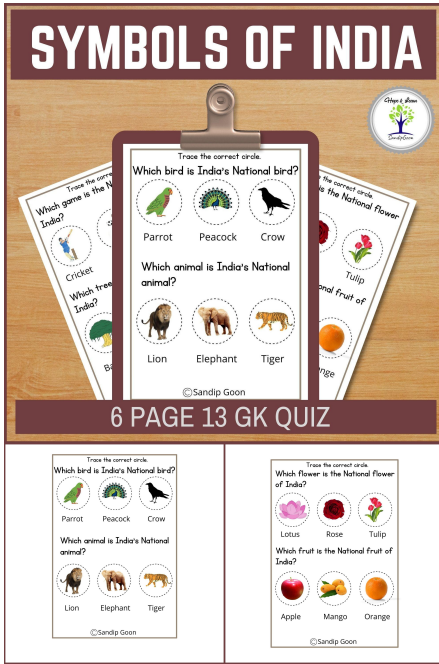 SYMBOLS OF INDIA
Hope & dream
SandipGoon
Trace the correct
Which game is the N
India?
Cricket
Which tree
India?
Ba
Trace the correct circle.
Which bird is India's National bird?
Parrot Peacock Crow
Which animal is India's National
animal?
Lion Elephant Tiger
©Sandip Goon
the correct circle.
is the National flower
Tulip
onal fruit of
nge
6 PAGE 13 GK QUIZ
Trace the correct circle.
Which bird is India's National bird?
Parrot Peacock Crow
Which animal is India's National
animal?
Lion Elephant Tiger
©Sandip Goon
Trace the correct circle.
Which flower is the National flower
of India?
Lotus Rose Tulip
Which fruit is the National fruit of
India?
Apple Mango Orange
©Sandip Goon